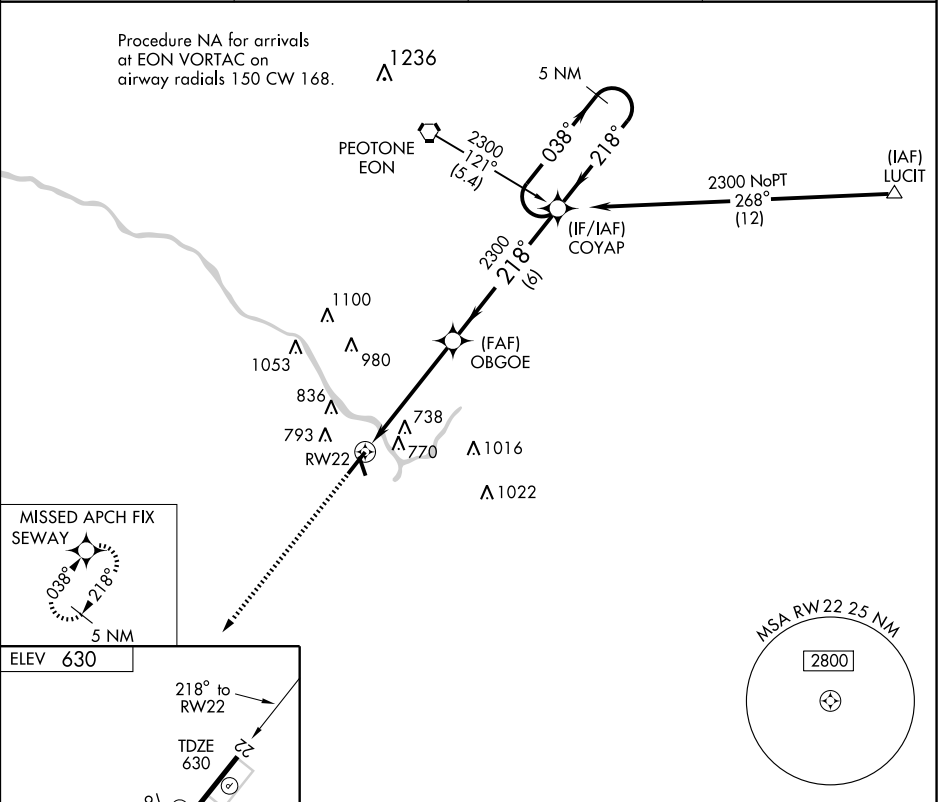 Procedure NA for arrivals
at EON VORTAC on
airway radials 150 CW 168.
1236
5 NM
PEOTONE
EON
2300
121°
(5.4)
038°
218°
(IAF)
LUCIT
2300 NoPT
268°
(12)
(IF/IAF)
COYAP
2300
218°
(6)
1100
(FAF)
OBGOE
1053
980
836
738
793
770
1016
RW22
1022
MISSED APCH FIX
SEWAY
038°
218°
5 NM
MSA RW 22 25 NM
2800
ELEV 630
218° to
RW22
TDZE
630
22